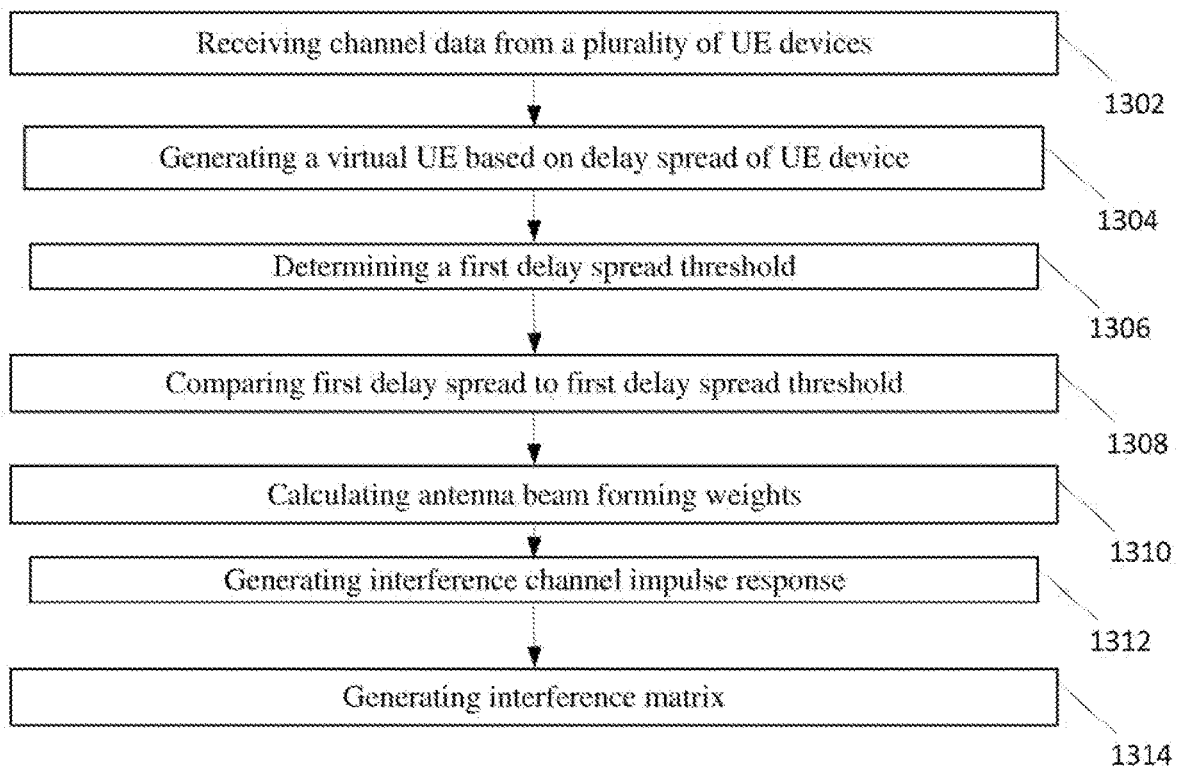 Receiving channel data from a plurality of UE devices
1302
Generating a virtual UE based on delay spread of UE device
1304
Determining a first delay spread threshold
1306
Comparing first delay spread to first delay spread threshold
1308
Calculating antenna beam forming weights
1310
Generating interference channel impulse response
1312
Generating interference matrix
1314